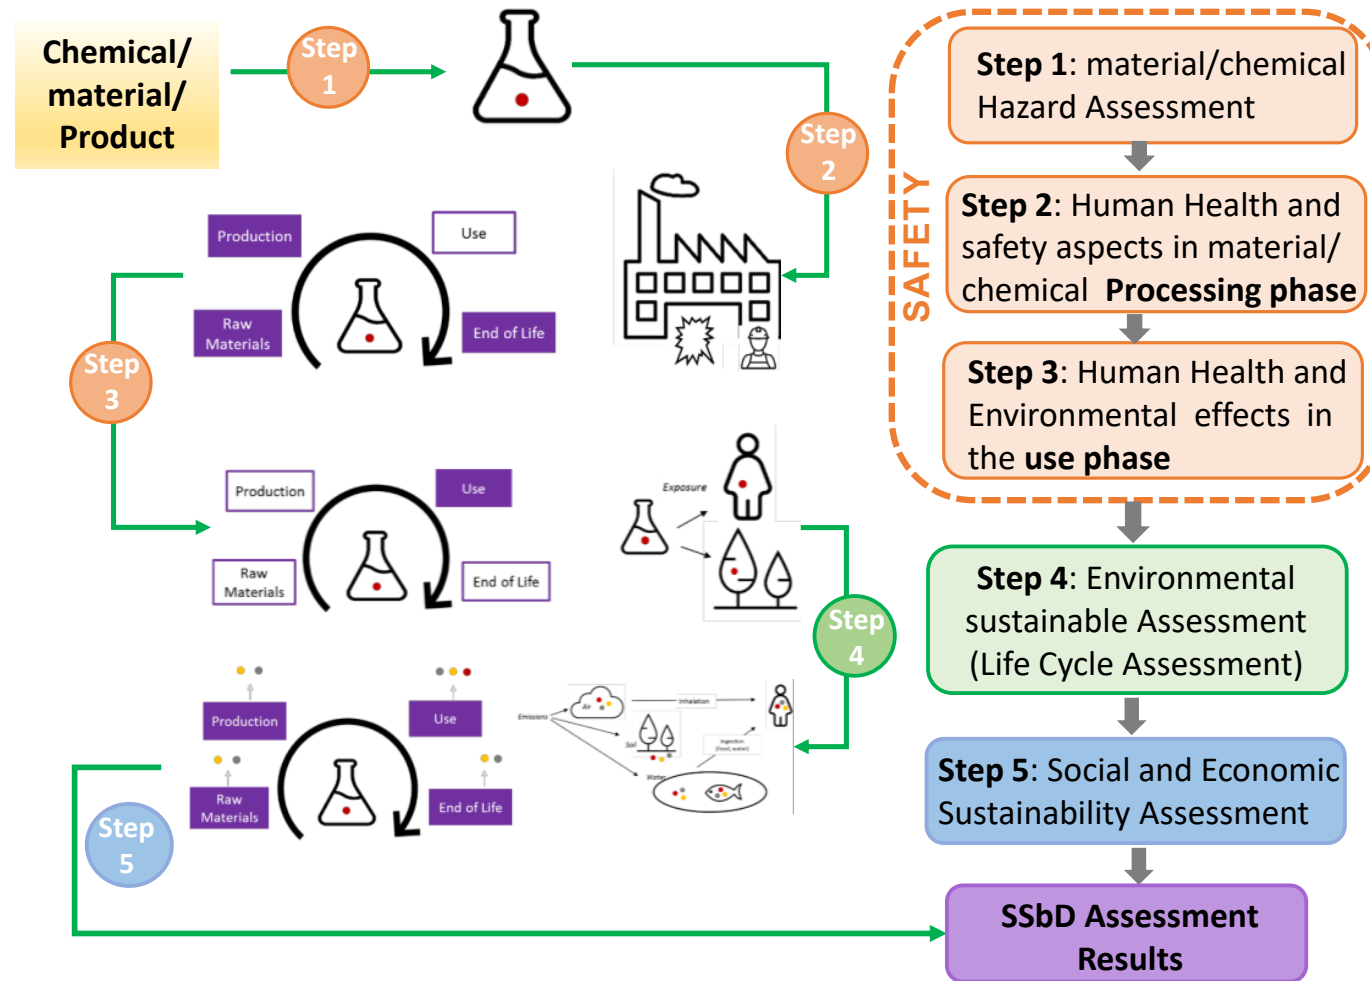 Chemical/
material/
Product
Step
1
Step
2
Production
Use
Raw
Materials
End of Life
Step
3
Production
Use
Raw
Materials
End of Life
Exposure
Step
4
Production
Use
Raw
Materials
End of Life
Emissions
Air
Inhalation
Soil
Ingestion
(food, water)
Water
Step
5
SAFETY
Step 1: material/chemical
Hazard Assessment
Step 2: Human Health and
safety aspects in material/
chemical Processing phase
Step 3: Human Health and
Environmental effects in
the use phase
Step 4: Environmental
sustainable Assessment
(Life Cycle Assessment)
Step 5: Social and Economic
Sustainability Assessment
SSbD Assessment
Results